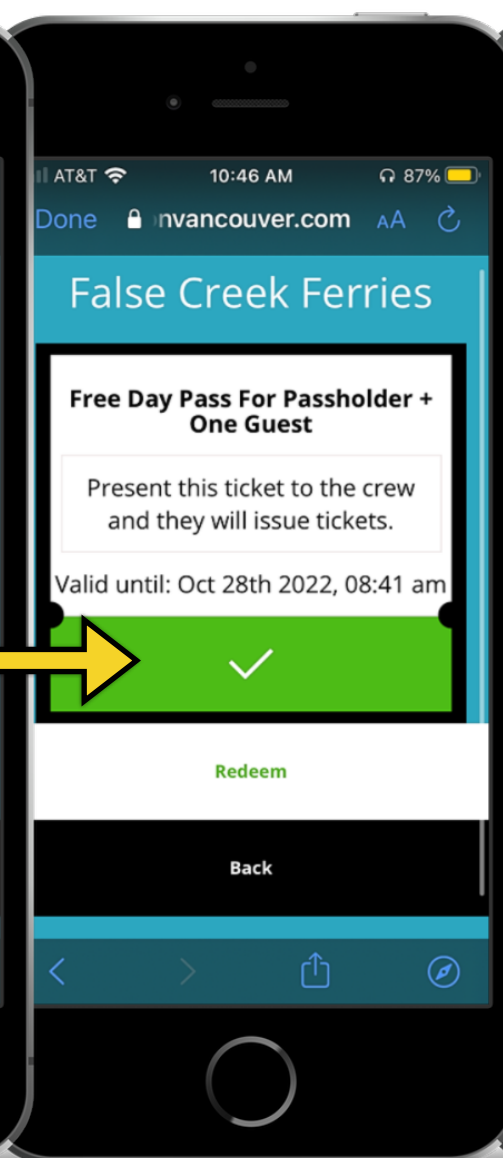 AT&T 10:46 AM 87%
Done nvancouver.com AA
False Creek Ferries
Free Day Pass For Passholder +
One Guest
Present this ticket to the crew
and they will issue tickets.
Valid until: Oct 28th 2022, 08:41 am
Redeem
Back